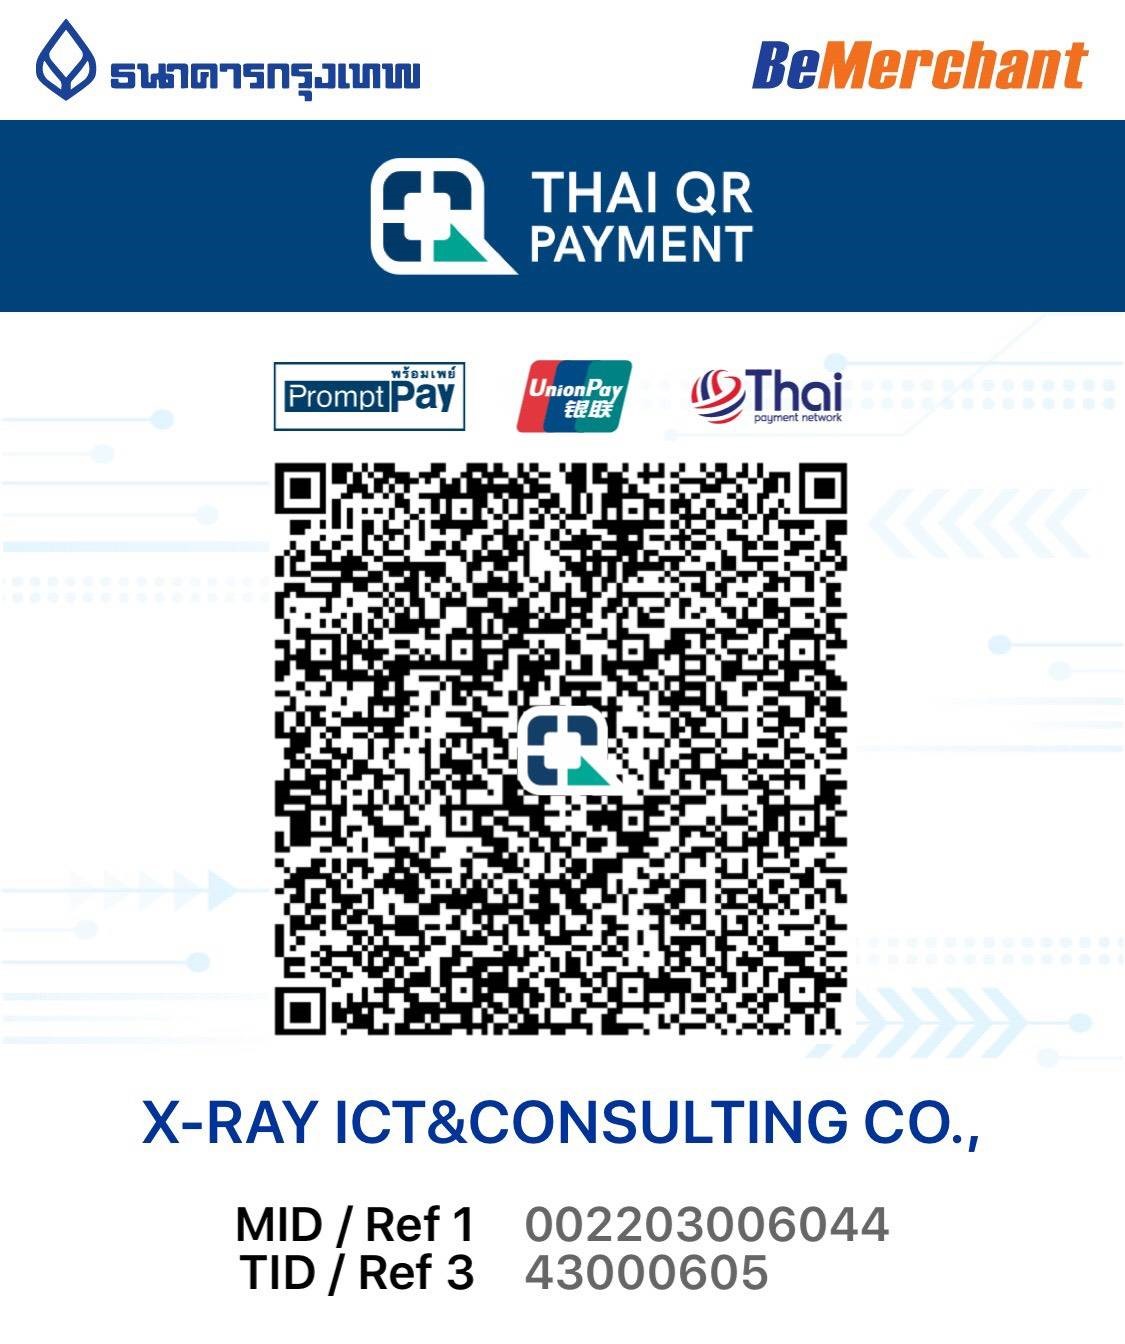 ธนาคารกรุงเทพ
BeMerchant
THAI QR
PAYMENT
พร้อมเพย์
PromptPay
UnionPay
银联
Thai
payment network
X-RAY ICT&CONSULTING CO.,
MID / Ref 1 002203006044
TID / Ref 3 43000605